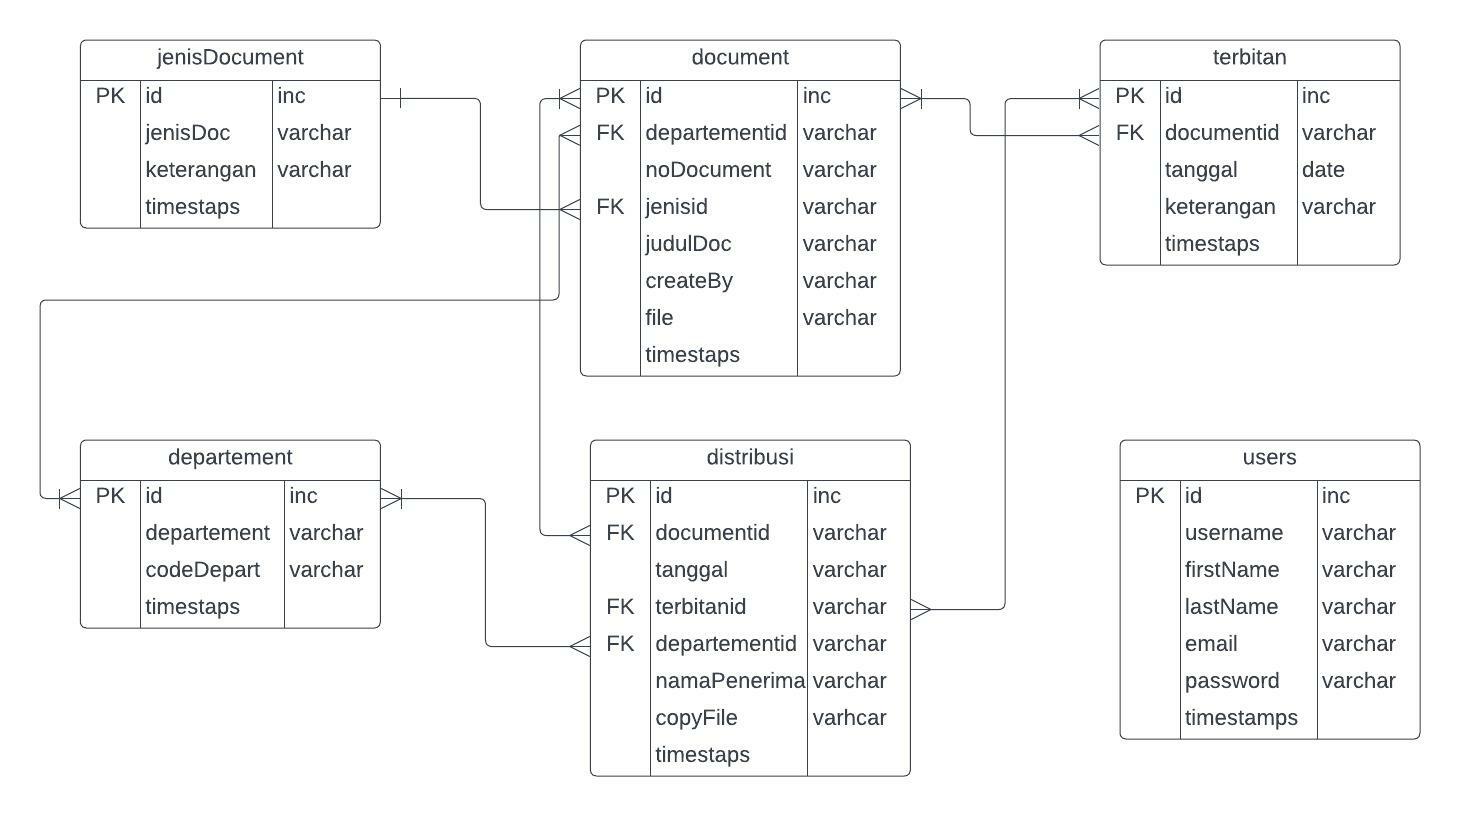 jenisDocument
PK id inc
jenisDoc varchar
keterangan varchar
timestaps
document
PK id inc
FK departementid varchar
noDocument varchar
FK jenisid varchar
judulDoc varchar
createBy varchar
file varchar
timestaps
terbitan
PK id inc
FK documentid varchar
tanggal date
keterangan varchar
timestaps
departement
PK id inc
departement varchar
codeDepart varchar
timestaps
distribusi
PK id inc
FK documentid varchar
tanggal varchar
FK terbitanid varchar
FK departementid varchar
namaPenerima varchar
copyFile varhcar
timestaps
users
PK id inc
username varchar
firstName varchar
lastName varchar
email varchar
password varchar
timestamps